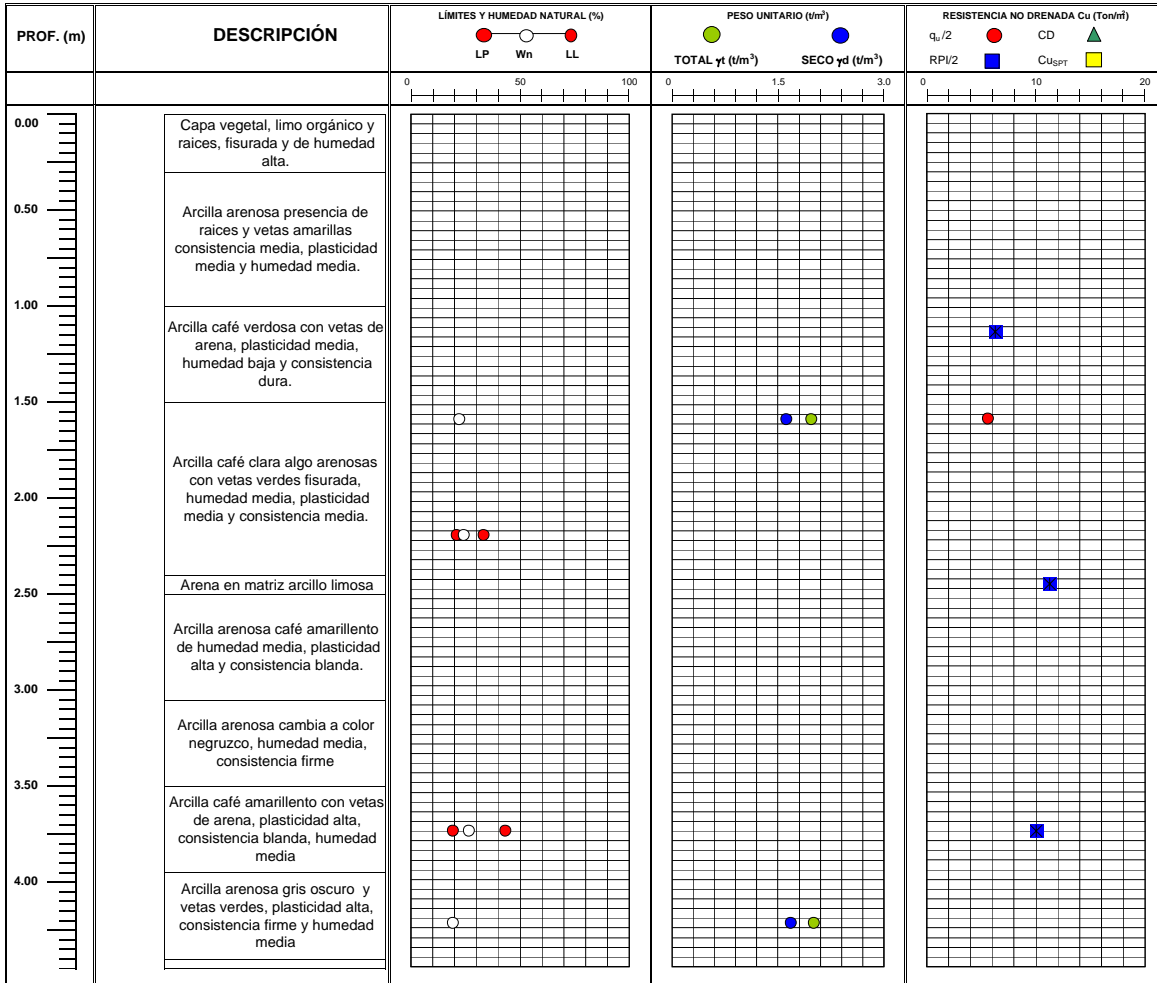 PROF. (m)
DESCRIPCIÓN
LÍMITES Y HUMEDAD NATURAL (%)
LP Wn LL
PESO UNITARIO (t/m³)
TOTAL γt (t/m³) SECO γd (t/m³)
RESISTENCIA NO DRENADA Cu (Ton/m²)
qᵤ/2 CD
RPI/2 Cu_SPT
0 50 100
0 1.5 3.0
0 10 20
0.00
Capa vegetal, limo orgánico y
raices, fisurada y de humedad
alta.
0.50
Arcilla arenosa presencia de
raices y vetas amarillas
consistencia media, plasticidad
media y humedad media.
1.00
Arcilla café verdosa con vetas de
arena, plasticidad media,
humedad baja y consistencia
dura.
1.50
Arcilla café clara algo arenosas
con vetas verdes fisurada,
humedad media, plasticidad
media y consistencia media.
2.00
Arena en matriz arcillo limosa
2.50
Arcilla arenosa café amarillento
de humedad media, plasticidad
alta y consistencia blanda.
3.00
Arcilla arenosa cambia a color
negruzco, humedad media,
consistencia firme
3.50
Arcilla café amarillento con vetas
de arena, plasticidad alta,
consistencia blanda, humedad
media
4.00
Arcilla arenosa gris oscuro y
vetas verdes, plasticidad alta,
consistencia firme y humedad
media